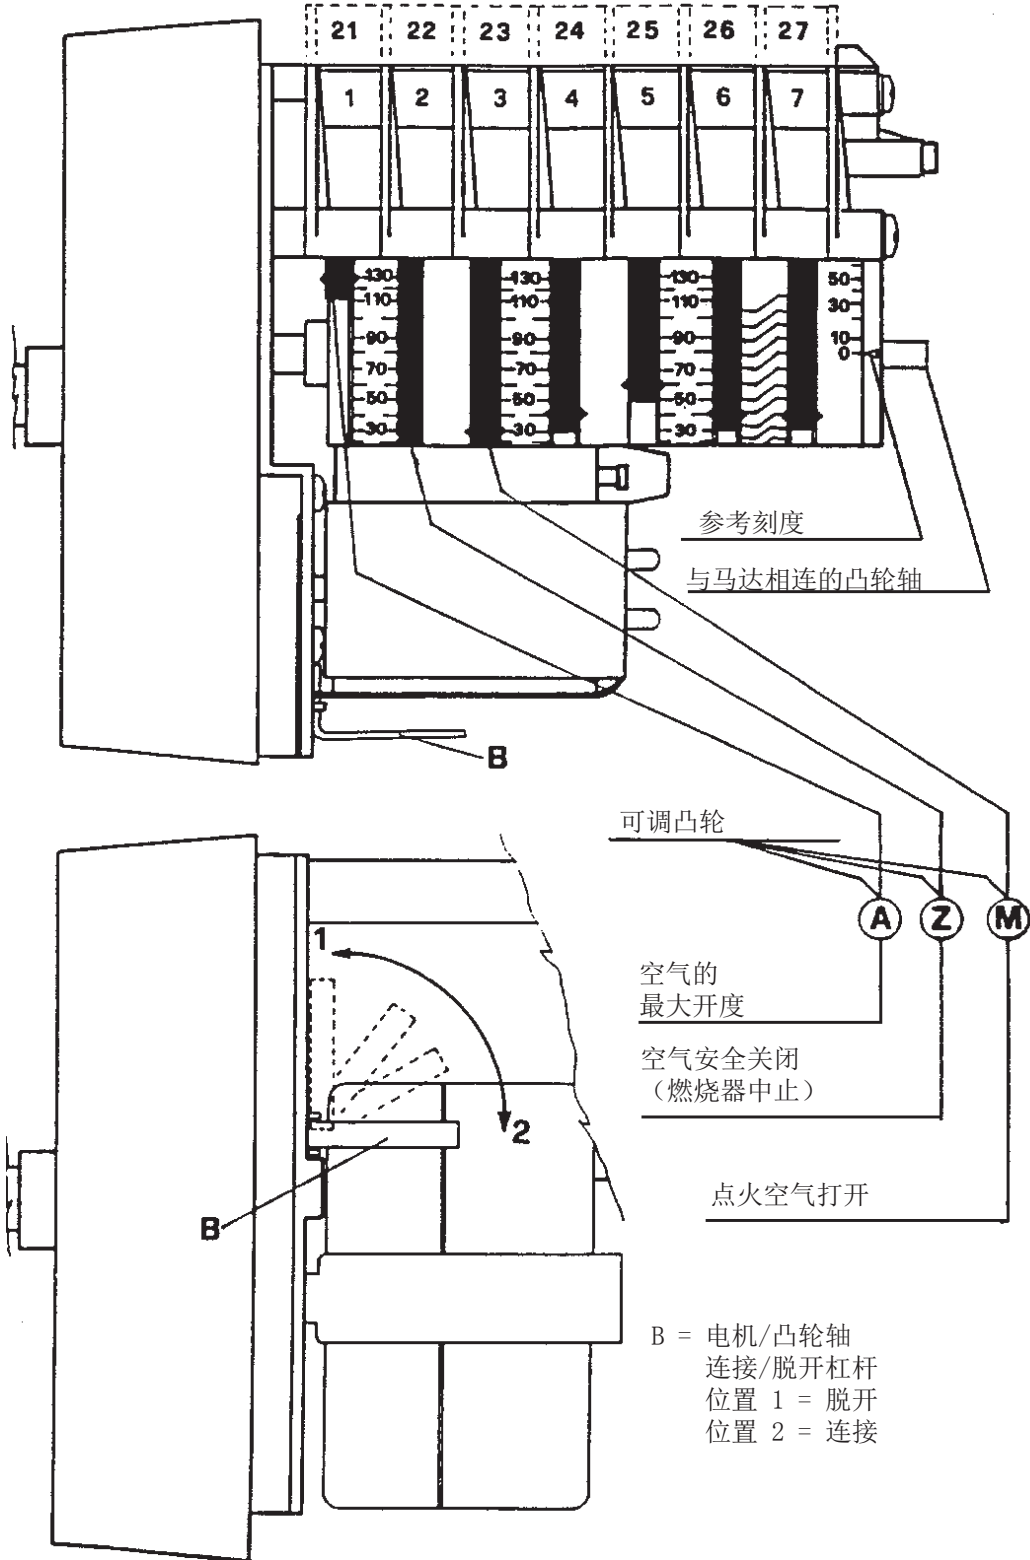 21 22 23 24 25 26 27
1 2 3 4 5 6 7
130 130 130 50
110 110 110 30
90 90 90 10
0
70 70 70
50 50 50
30 30 30
参考刻度
与马达相连的凸轮轴
B
可调凸轮
A Z M
1
空气的
最大开度
空气安全关闭
（燃烧器中止）
2
点火空气打开
B
B = 电机/凸轮轴
连接/脱开杠杆
位置 1 = 脱开
位置 2 = 连接